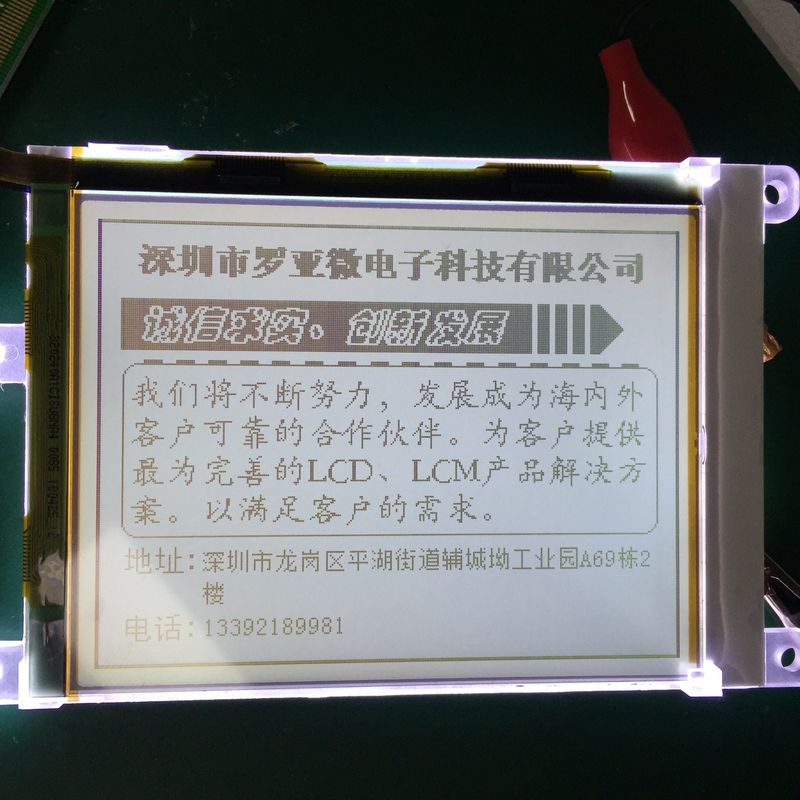 深圳市罗亚微电子科技有限公司
诚信求实、创新发展
我们将不断努力，发展成为海内外
客户可靠的合作伙伴。为客户提供
最为完善的LCD、LCM产品解决方
案。以满足客户的需求。
地址：深圳市龙岗区平湖街道辅城坳工业园A69栋2
楼
电话：13392189981